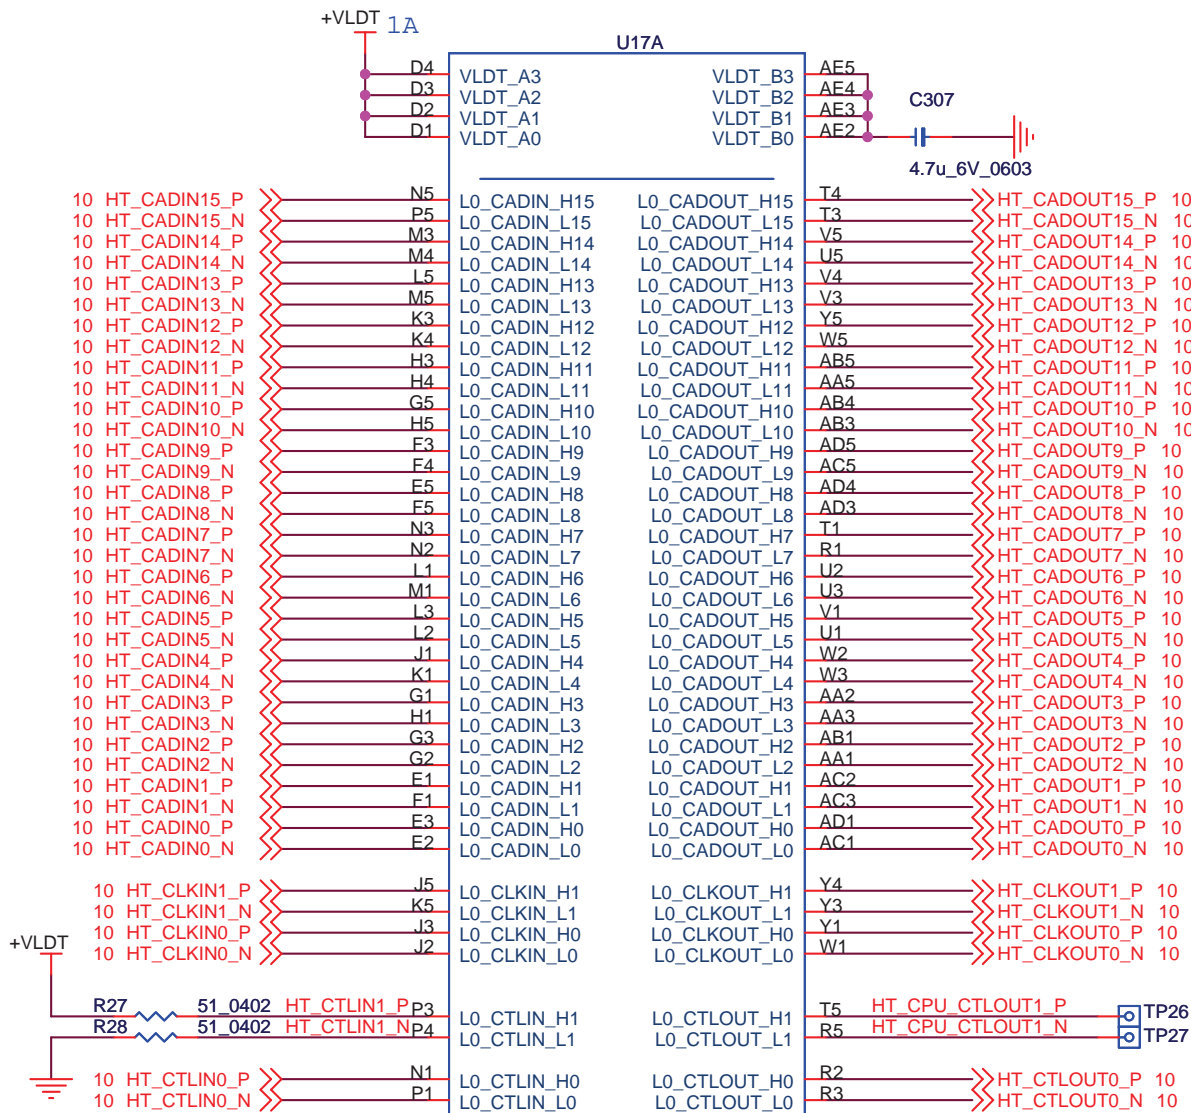 +VLDT 1A
U17A
D4 VLDT_A3 VLDT_B3 AE5
D3 VLDT_A2 VLDT_B2 AE4
D2 VLDT_A1 VLDT_B1 AE3
D1 VLDT_A0 VLDT_B0 AE2
C307
4.7u_6V_0603
10 HT_CADIN15_P N5 L0_CADIN_H15 L0_CADOUT_H15 T4 HT_CADOUT15_P 10
10 HT_CADIN15_N P5 L0_CADIN_L15 L0_CADOUT_L15 T3 HT_CADOUT15_N 10
10 HT_CADIN14_P M3 L0_CADIN_H14 L0_CADOUT_H14 V5 HT_CADOUT14_P 10
10 HT_CADIN14_N M4 L0_CADIN_L14 L0_CADOUT_L14 U5 HT_CADOUT14_N 10
10 HT_CADIN13_P L5 L0_CADIN_H13 L0_CADOUT_H13 V4 HT_CADOUT13_P 10
10 HT_CADIN13_N M5 L0_CADIN_L13 L0_CADOUT_L13 V3 HT_CADOUT13_N 10
10 HT_CADIN12_P K3 L0_CADIN_H12 L0_CADOUT_H12 Y5 HT_CADOUT12_P 10
10 HT_CADIN12_N K4 L0_CADIN_L12 L0_CADOUT_L12 W5 HT_CADOUT12_N 10
10 HT_CADIN11_P H3 L0_CADIN_H11 L0_CADOUT_H11 AB5 HT_CADOUT11_P 10
10 HT_CADIN11_N H4 L0_CADIN_L11 L0_CADOUT_L11 AA5 HT_CADOUT11_N 10
10 HT_CADIN10_P G5 L0_CADIN_H10 L0_CADOUT_H10 AB4 HT_CADOUT10_P 10
10 HT_CADIN10_N H5 L0_CADIN_L10 L0_CADOUT_L10 AB3 HT_CADOUT10_N 10
10 HT_CADIN9_P F3 L0_CADIN_H9 L0_CADOUT_H9 AD5 HT_CADOUT9_P 10
10 HT_CADIN9_N F4 L0_CADIN_L9 L0_CADOUT_L9 AC5 HT_CADOUT9_N 10
10 HT_CADIN8_P E5 L0_CADIN_H8 L0_CADOUT_H8 AD4 HT_CADOUT8_P 10
10 HT_CADIN8_N F5 L0_CADIN_L8 L0_CADOUT_L8 AD3 HT_CADOUT8_N 10
10 HT_CADIN7_P N3 L0_CADIN_H7 L0_CADOUT_H7 T1 HT_CADOUT7_P 10
10 HT_CADIN7_N N2 L0_CADIN_L7 L0_CADOUT_L7 R1 HT_CADOUT7_N 10
10 HT_CADIN6_P L1 L0_CADIN_H6 L0_CADOUT_H6 U2 HT_CADOUT6_P 10
10 HT_CADIN6_N M1 L0_CADIN_L6 L0_CADOUT_L6 U3 HT_CADOUT6_N 10
10 HT_CADIN5_P L3 L0_CADIN_H5 L0_CADOUT_H5 V1 HT_CADOUT5_P 10
10 HT_CADIN5_N L2 L0_CADIN_L5 L0_CADOUT_L5 U1 HT_CADOUT5_N 10
10 HT_CADIN4_P J1 L0_CADIN_H4 L0_CADOUT_H4 W2 HT_CADOUT4_P 10
10 HT_CADIN4_N K1 L0_CADIN_L4 L0_CADOUT_L4 W3 HT_CADOUT4_N 10
10 HT_CADIN3_P G1 L0_CADIN_H3 L0_CADOUT_H3 AA2 HT_CADOUT3_P 10
10 HT_CADIN3_N H1 L0_CADIN_L3 L0_CADOUT_L3 AA3 HT_CADOUT3_N 10
10 HT_CADIN2_P G3 L0_CADIN_H2 L0_CADOUT_H2 AB1 HT_CADOUT2_P 10
10 HT_CADIN2_N G2 L0_CADIN_L2 L0_CADOUT_L2 AA1 HT_CADOUT2_N 10
10 HT_CADIN1_P E1 L0_CADIN_H1 L0_CADOUT_H1 AC2 HT_CADOUT1_P 10
10 HT_CADIN1_N F1 L0_CADIN_L1 L0_CADOUT_L1 AC3 HT_CADOUT1_N 10
10 HT_CADIN0_P E3 L0_CADIN_H0 L0_CADOUT_H0 AD1 HT_CADOUT0_P 10
10 HT_CADIN0_N E2 L0_CADIN_L0 L0_CADOUT_L0 AC1 HT_CADOUT0_N 10
10 HT_CLKIN1_P J5 L0_CLKIN_H1 L0_CLKOUT_H1 Y4 HT_CLKOUT1_P 10
10 HT_CLKIN1_N K5 L0_CLKIN_L1 L0_CLKOUT_L1 Y3 HT_CLKOUT1_N 10
10 HT_CLKIN0_P J3 L0_CLKIN_H0 L0_CLKOUT_H0 Y1 HT_CLKOUT0_P 10
10 HT_CLKIN0_N J2 L0_CLKIN_L0 L0_CLKOUT_L0 W1 HT_CLKOUT0_N 10
+VLDT
R27 51_0402 HT_CTLIN1_P P3 L0_CTLIN_H1 L0_CTLOUT_H1 T5 HT_CPU_CTLOUT1_P TP26
R28 51_0402 HT_CTLIN1_N P4 L0_CTLIN_L1 L0_CTLOUT_L1 R5 HT_CPU_CTLOUT1_N TP27
10 HT_CTLIN0_P N1 L0_CTLIN_H0 L0_CTLOUT_H0 R2 HT_CTLOUT0_P 10
10 HT_CTLIN0_N P1 L0_CTLIN_L0 L0_CTLOUT_L0 R3 HT_CTLOUT0_N 10